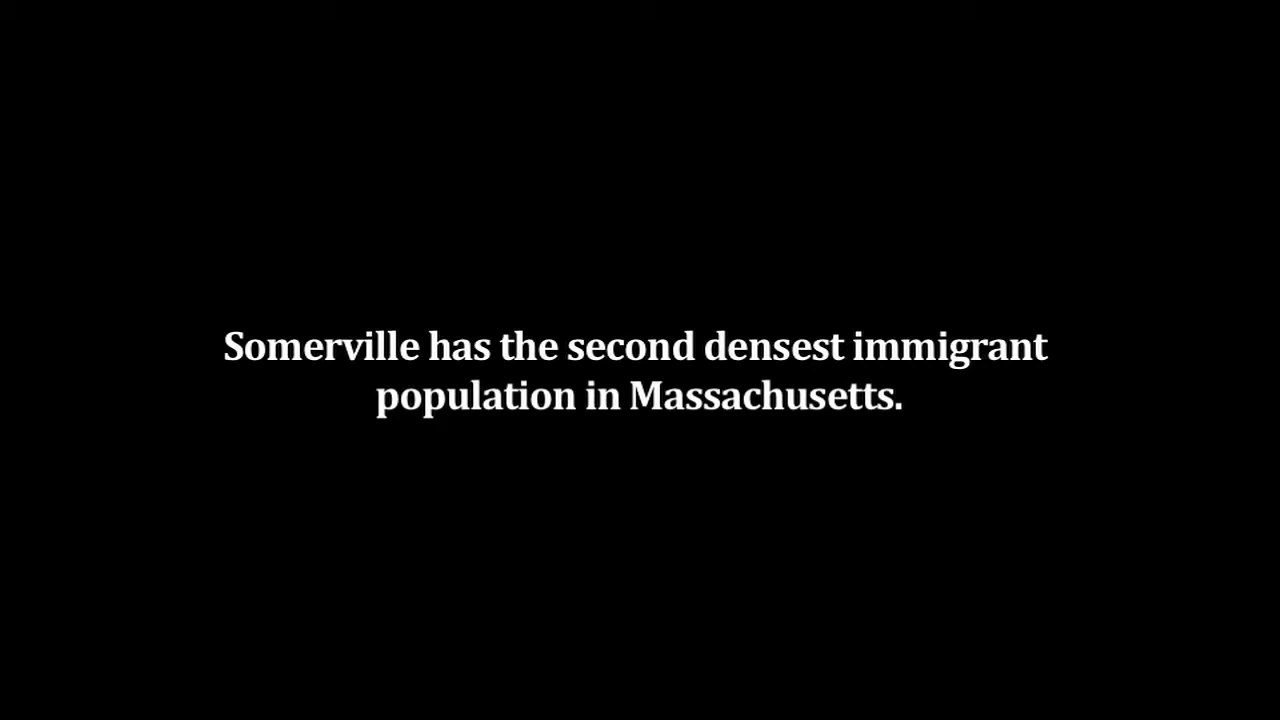 Somerville has the second densest immigrant
population in Massachusetts.